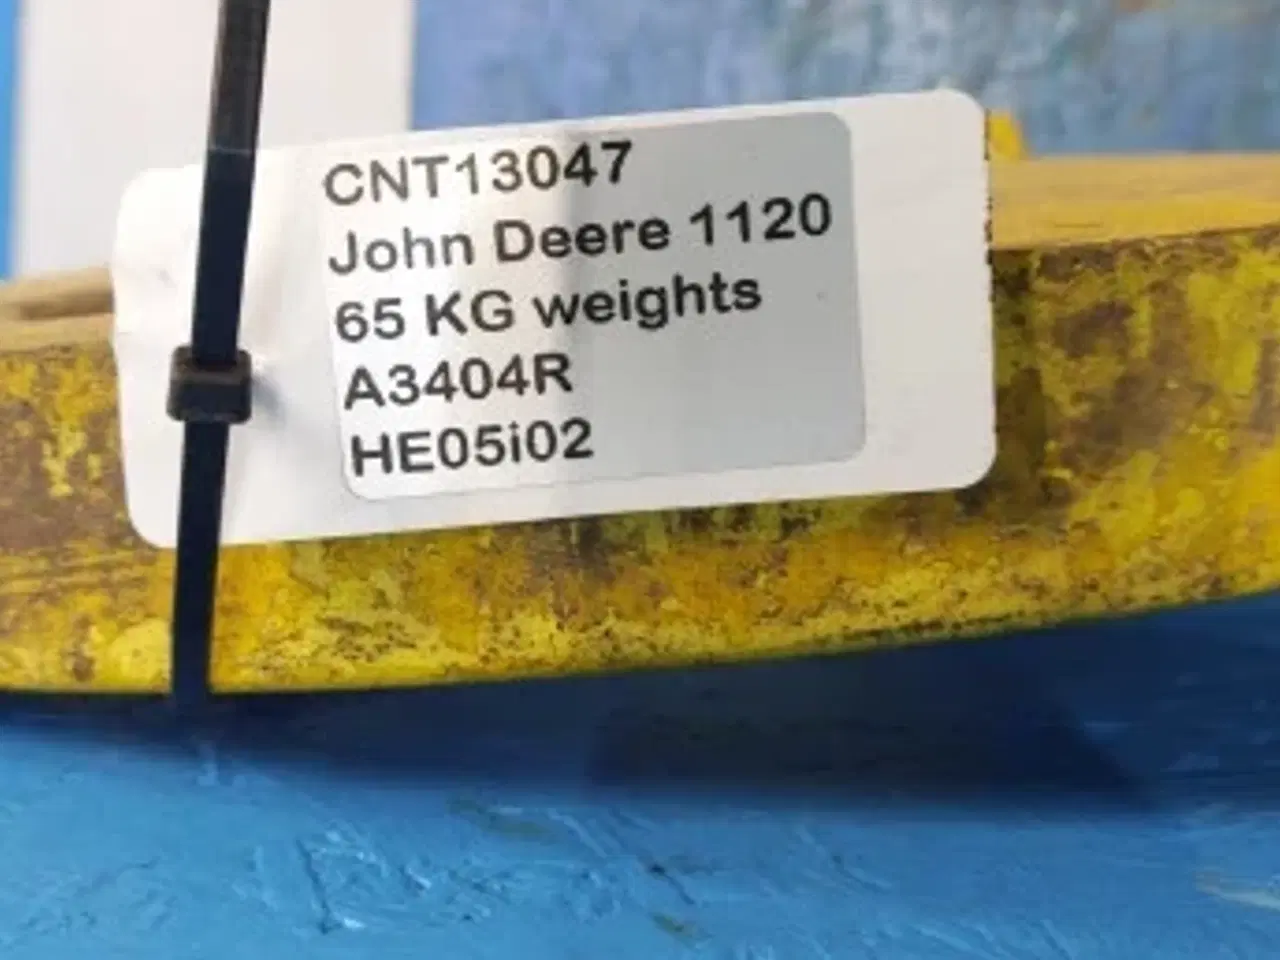 CNT13047
John Deere 1120
65 KG weights
A3404R
HE05i02